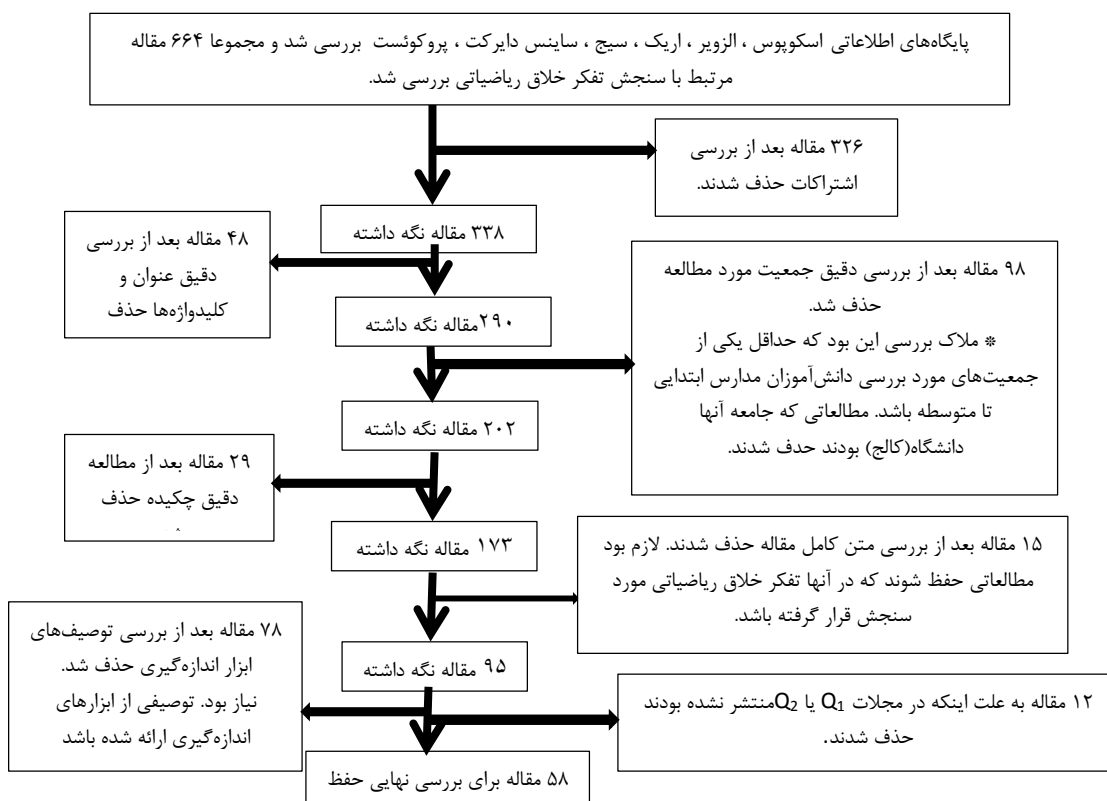 پایگاه‌های اطلاعاتی اسکوپوس ، الزویر ، اریک ، سیج ، ساینس دایرکت ، پروکوئست بررسی شد و مجموعا ۶۶۴ مقاله
مرتبط با سنجش تفکر خلاق ریاضیاتی بررسی شد.
۳۲۶ مقاله بعد از بررسی
اشتراکات حذف شدند.
۳۳۸ مقاله نگه داشته
۴۸ مقاله بعد از بررسی
دقیق عنوان و
کلیدواژه‌ها حذف
۲۹۰مقاله نگه داشته
۹۸ مقاله بعد از بررسی دقیق جمعیت مورد مطالعه
حذف شد.
* ملاک بررسی این بود که حداقل یکی از
جمعیت‌های مورد بررسی دانش‌آموزان مدارس ابتدایی
تا متوسطه باشد. مطالعاتی که جامعه آنها
دانشگاه(کالج) بودند حدف شدند.
۲۰۲ مقاله نگه داشته
۲۹ مقاله بعد از مطالعه
دقیق چکیده حذف
۱۷۳ مقاله نگه داشته
۱۵ مقاله بعد از بررسی متن کامل مقاله حذف شدند. لازم بود
مطالعاتی حفظ شوند که در آنها تفکر خلاق ریاضیاتی مورد
سنجش قرار گرفته باشد.
۹۵ مقاله نگه داشته
۷۸ مقاله بعد از بررسی توصیف‌های
ابزار اندازه‌گیری حذف شد.
نیاز بود. توصیفی از ابزارهای
اندازه‌گیری ارائه شده باشد
۱۲ مقاله به علت اینکه در مجلات Q₁ یا Q₂منتشر نشده بودند
حذف شدند.
۵۸ مقاله برای بررسی نهایی حفظ